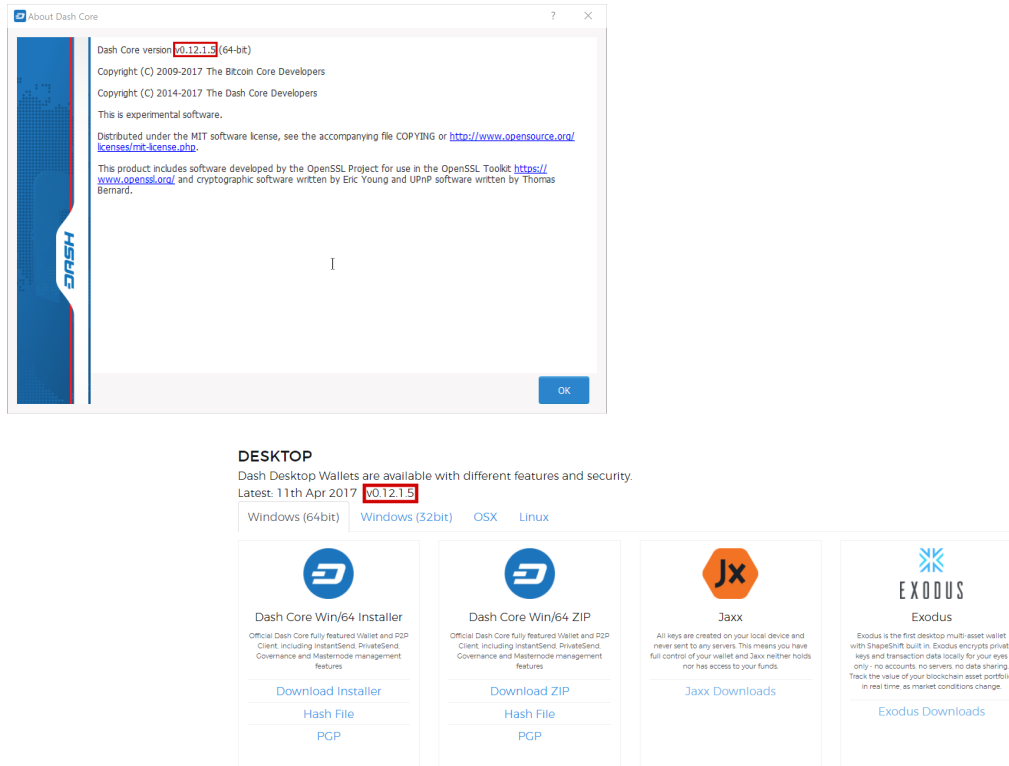 About Dash Core
?
Dash Core version v0.12.1.5 (64-bit)
Copyright (C) 2009-2017 The Bitcoin Core Developers
Copyright (C) 2014-2017 The Dash Core Developers
This is experimental software.
Distributed under the MIT software license, see the accompanying file COPYING or http://www.opensource.org/
licenses/mit-license.php.
This product includes software developed by the OpenSSL Project for use in the OpenSSL Toolkit https://
www.openssl.org/ and cryptographic software written by Eric Young and UPnP software written by Thomas
Bernard.
DASH
OK
DESKTOP
Dash Desktop Wallets are available with different features and security.
Latest: 11th Apr 2017 v0.12.1.5
Windows (64bit) Windows (32bit) OSX Linux
Dash Core Win/64 Installer
Official Dash Core fully featured Wallet and P2P
Client, including InstantSend, PrivateSend,
Governance and Masternode management
features
Download Installer
Hash File
PGP
Dash Core Win/64 ZIP
Official Dash Core fully featured Wallet and P2P
Client, including InstantSend, PrivateSend,
Governance and Masternode management
features
Download ZIP
Hash File
PGP
Jx
Jaxx
All keys are created on your local device and
never sent to any servers. This means you have
full control of your wallet and Jaxx neither holds
nor has access to your funds.
Jaxx Downloads
EXODUS
Exodus
Exodus is the first desktop multi-asset wallet
with ShapeShift built in. Exodus encrypts privat
keys and transaction data locally for your eyes
only - no accounts, no servers, no data sharing.
Track the value of your blockchain asset portfoli
in real time, as market conditions change.
Exodus Downloads